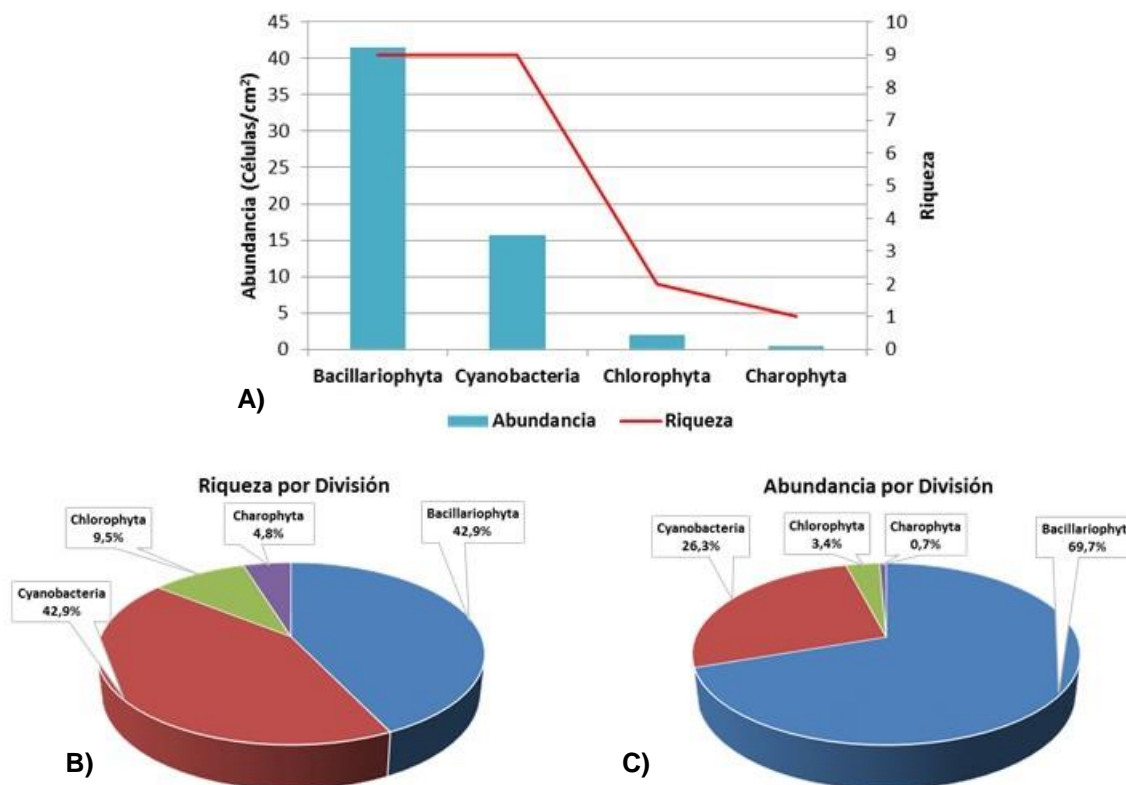 45
40
35
30
25
20
15
10
5
0
Abundancia (Células/cm²)
10
9
8
7
6
5
4
3
2
1
0
Riqueza
Bacillariophyta Cyanobacteria Chlorophyta Charophyta
A)
Abundancia Riqueza
Riqueza por División
Chlorophyta
9,5%
Charophyta
4,8%
Bacillariophyta
42,9%
Cyanobacteria
42,9%
B)
Abundancia por División
Cyanobacteria
26,3%
Chlorophyta
3,4%
Charophyta
0,7%
Bacillariophyt
69,7%
C)